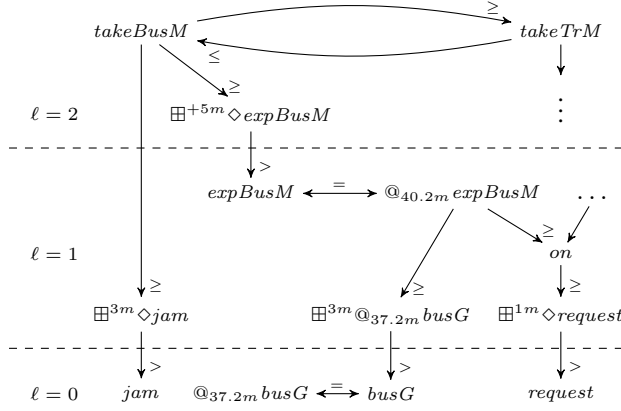 ≥
takeBusM takeTrM
≤
≥
ℓ = 2 ⊞⁺⁵ᵐ ◇ expBusM ⋮
>
expBusM = @₄₀.₂ₘ expBusM …
≥
ℓ = 1 on
≥ ≥ ≥
⊞³ᵐ ◇ jam ⊞³ᵐ @₃₇.₂ₘ busG ⊞¹ᵐ ◇ request
> > >
ℓ = 0 jam @₃₇.₂ₘ busG = busG request